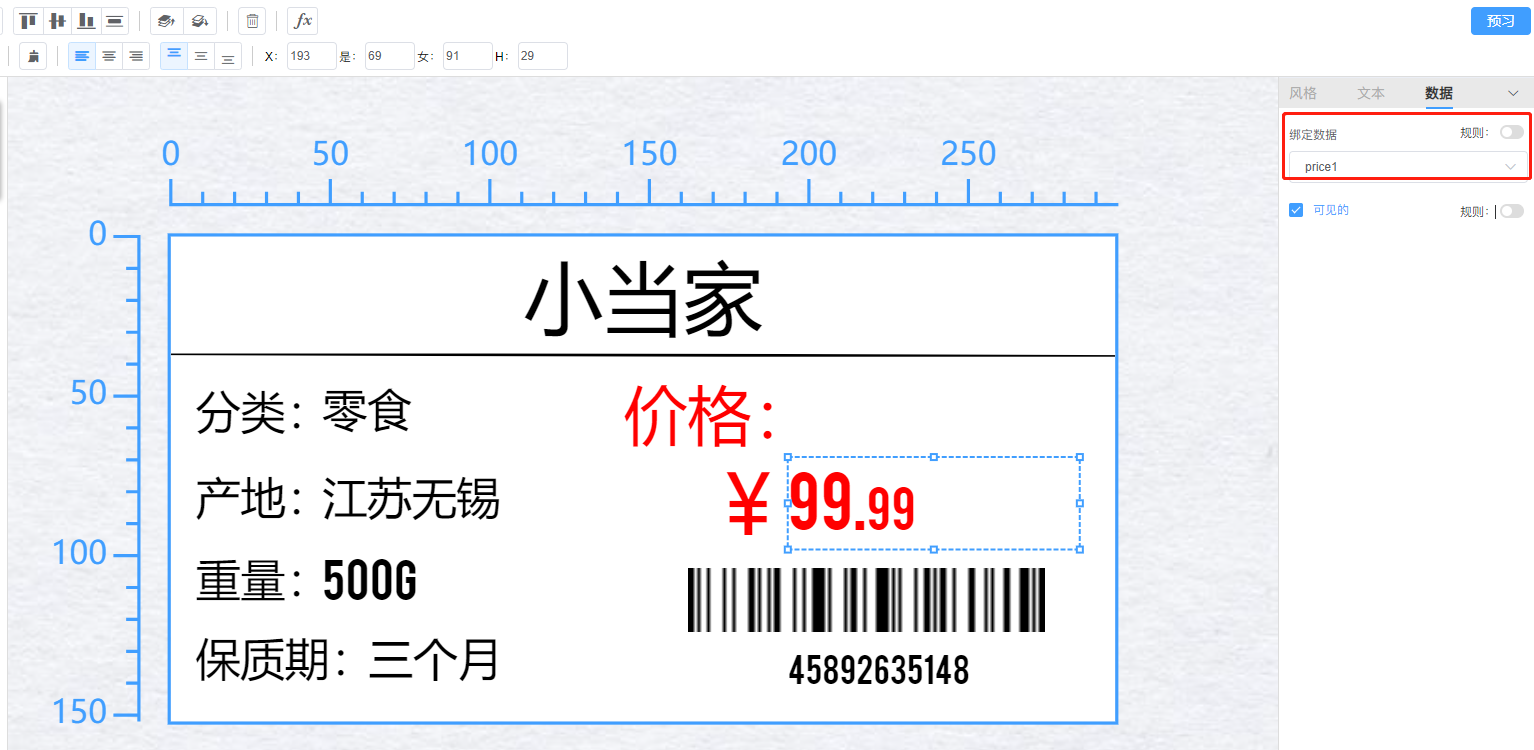 fx
预习
X: 193 是: 69 女: 91 H: 29
风格 文本 数据
绑定数据 规则:
price1
可见的 规则:
0 50 100 150 200 250
0
50
100
150
小当家
分类：零食
价格：
产地：江苏无锡
￥99.99
重量：500G
保质期：三个月
45892635148